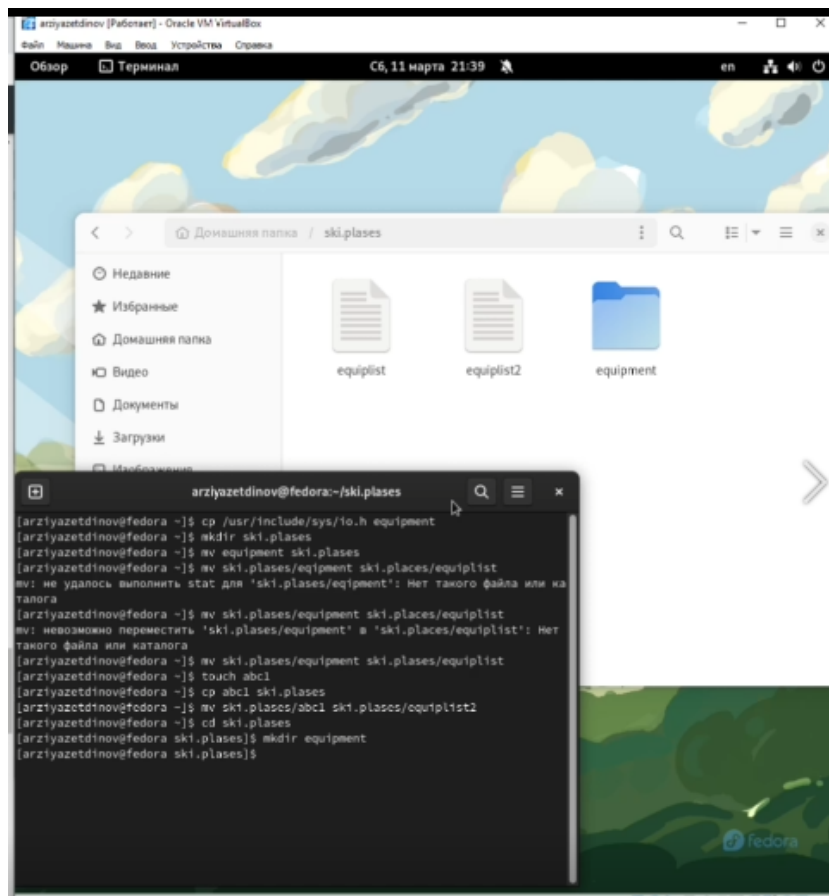 arziyazetdinov [Работает] - Oracle VM VirtualBox
Файл Машина Вид Ввод Устройства Справка
Обзор Терминал Сб, 11 марта 21:39 en
Домашняя папка / ski.plases
Недавние
Избранные
Домашняя папка
Видео
Документы
Загрузки
Изображения
equiplist equiplist2 equipment
arziyazetdinov@fedora:~/ski.plases
[arziyazetdinov@fedora ~]$ cp /usr/include/sys/io.h equipment
[arziyazetdinov@fedora ~]$ mkdir ski.plases
[arziyazetdinov@fedora ~]$ mv equipment ski.plases
[arziyazetdinov@fedora ~]$ mv ski.plases/eqipment ski.places/equiplist
mv: не удалось выполнить stat для 'ski.plases/eqipment': Нет такого файла или ка
талога
[arziyazetdinov@fedora ~]$ mv ski.plases/equipment ski.places/equiplist
mv: невозможно переместить 'ski.plases/equipment' в 'ski.places/equiplist': Нет
такого файла или каталога
[arziyazetdinov@fedora ~]$ mv ski.plases/equipment ski.plases/equiplist
[arziyazetdinov@fedora ~]$ touch abc1
[arziyazetdinov@fedora ~]$ cp abc1 ski.plases
[arziyazetdinov@fedora ~]$ mv ski.plases/abc1 ski.plases/equiplist2
[arziyazetdinov@fedora ~]$ cd ski.plases
[arziyazetdinov@fedora ski.plases]$ mkdir equipment
[arziyazetdinov@fedora ski.plases]$
fedora